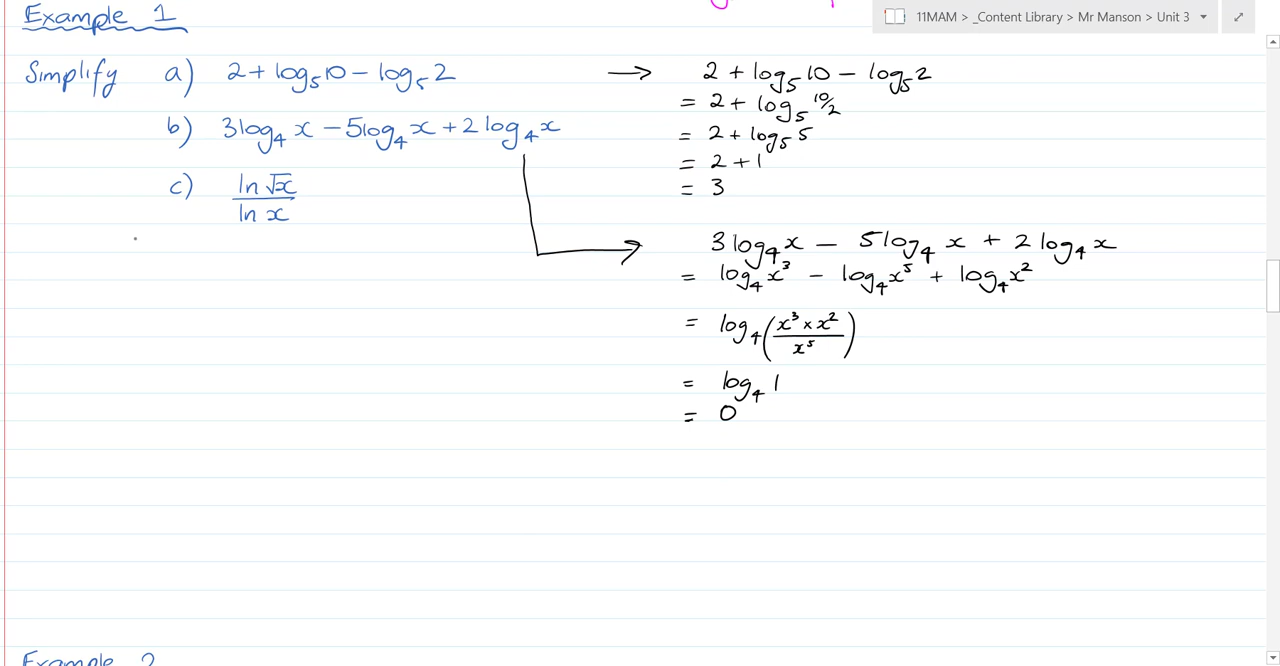 Example 1
11MAM > _Content Library > Mr Manson > Unit 3
Simplify a) 2 + log₅10 - log₅2 → 2 + log₅10 - log₅2
= 2 + log₅ 10/2
b) 3log₄x - 5log₄x + 2log₄x
= 2 + log₅5
= 2 + 1
c) ln √x / ln x
= 3
3log₄x - 5log₄x + 2log₄x
= log₄x³ - log₄x⁵ + log₄x²
= log₄(x³ × x² / x⁵)
= log₄1
= 0
Example 2